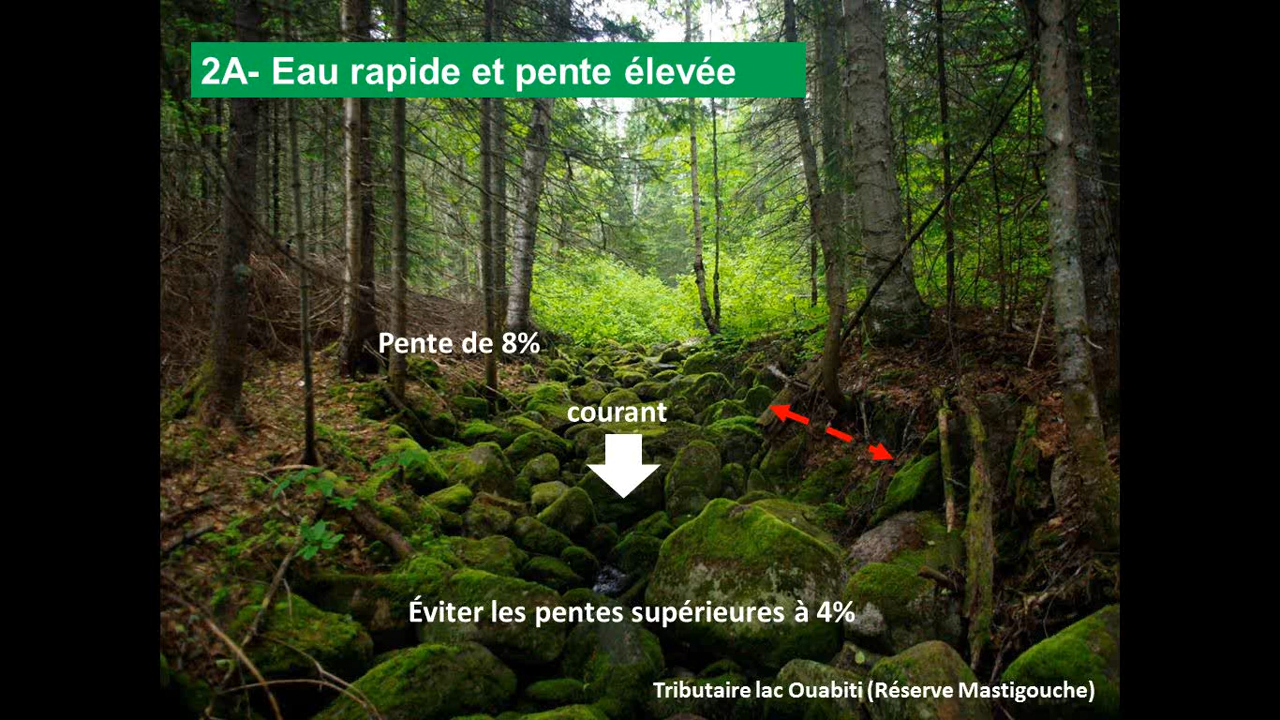 2A- Eau rapide et pente élevée
Pente de 8%
courant
Éviter les pentes supérieures à 4%
Tributaire lac Ouabiti (Réserve Mastigouche)